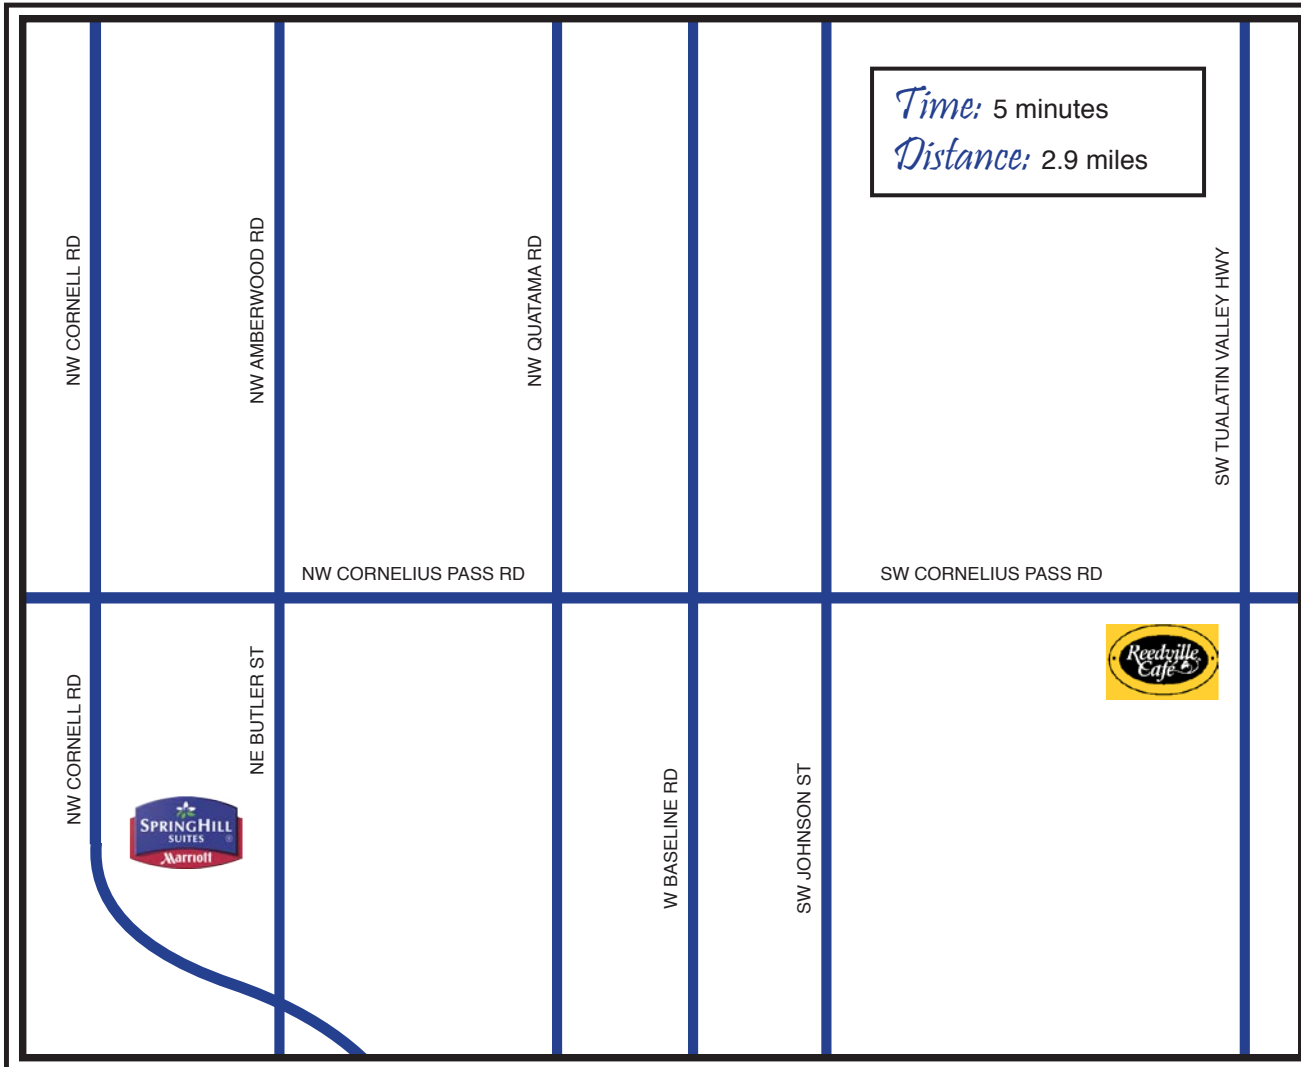 Time: 5 minutes
Distance: 2.9 miles
NW CORNELL RD
NW AMBERWOOD RD
NW QUATAMA RD
SW TUALATIN VALLEY HWY
NW CORNELIUS PASS RD
SW CORNELIUS PASS RD
NW CORNELL RD
NE BUTLER ST
W BASELINE RD
SW JOHNSON ST
Reedville
Café
SPRINGHILL
SUITES ®
Marriott